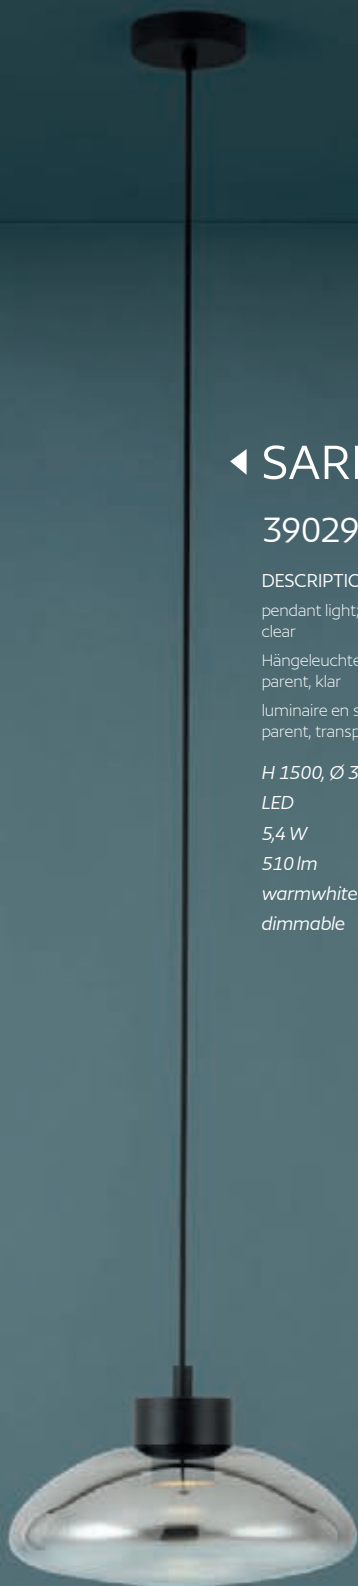 ◀ SARI
39029
DESCRIPTIO
pendant light;
clear
Hängeleuchte
parent, klar
luminaire en s
parent, transp
H 1500, Ø 3
LED
5,4 W
510 lm
warmwhite
dimmable